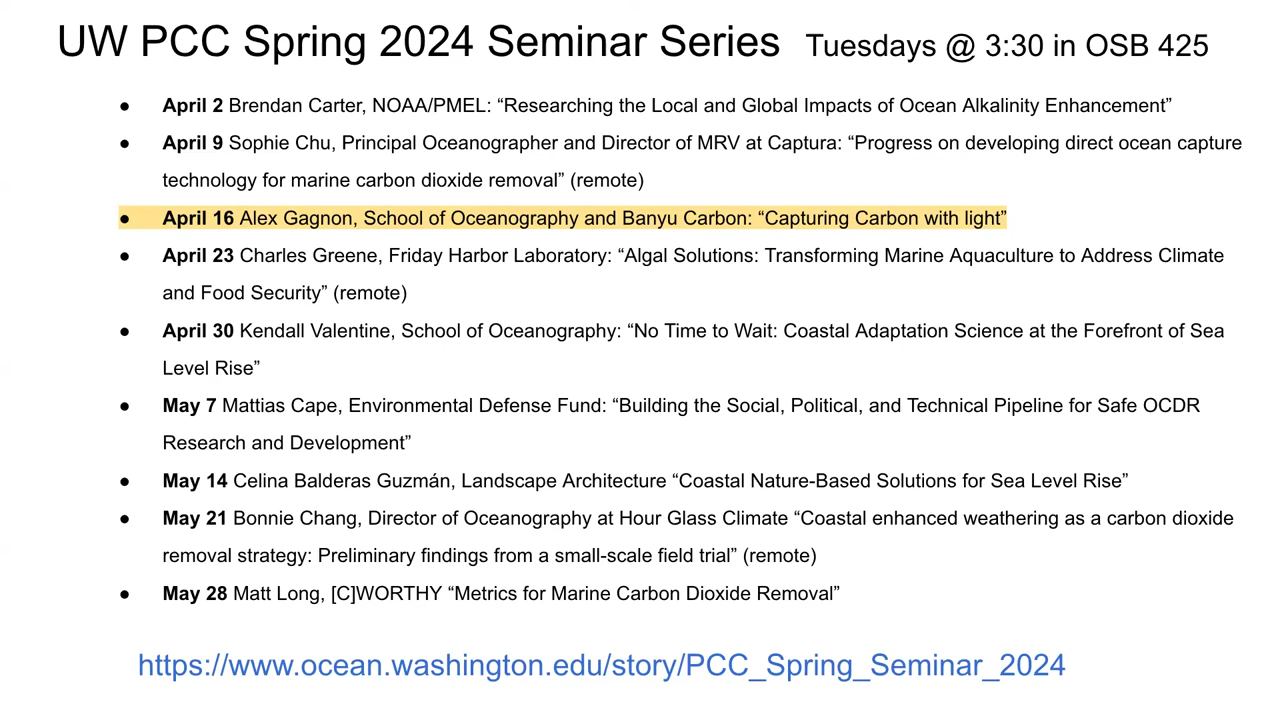 UW PCC Spring 2024 Seminar Series Tuesdays @ 3:30 in OSB 425
● April 2 Brendan Carter, NOAA/PMEL: “Researching the Local and Global Impacts of Ocean Alkalinity Enhancement”
● April 9 Sophie Chu, Principal Oceanographer and Director of MRV at Captura: “Progress on developing direct ocean capture
technology for marine carbon dioxide removal” (remote)
● April 16 Alex Gagnon, School of Oceanography and Banyu Carbon: “Capturing Carbon with light”
● April 23 Charles Greene, Friday Harbor Laboratory: “Algal Solutions: Transforming Marine Aquaculture to Address Climate
and Food Security” (remote)
● April 30 Kendall Valentine, School of Oceanography: “No Time to Wait: Coastal Adaptation Science at the Forefront of Sea
Level Rise”
● May 7 Mattias Cape, Environmental Defense Fund: “Building the Social, Political, and Technical Pipeline for Safe OCDR
Research and Development”
● May 14 Celina Balderas Guzmán, Landscape Architecture “Coastal Nature-Based Solutions for Sea Level Rise”
● May 21 Bonnie Chang, Director of Oceanography at Hour Glass Climate “Coastal enhanced weathering as a carbon dioxide
removal strategy: Preliminary findings from a small-scale field trial” (remote)
● May 28 Matt Long, [C]WORTHY “Metrics for Marine Carbon Dioxide Removal”
https://www.ocean.washington.edu/story/PCC_Spring_Seminar_2024